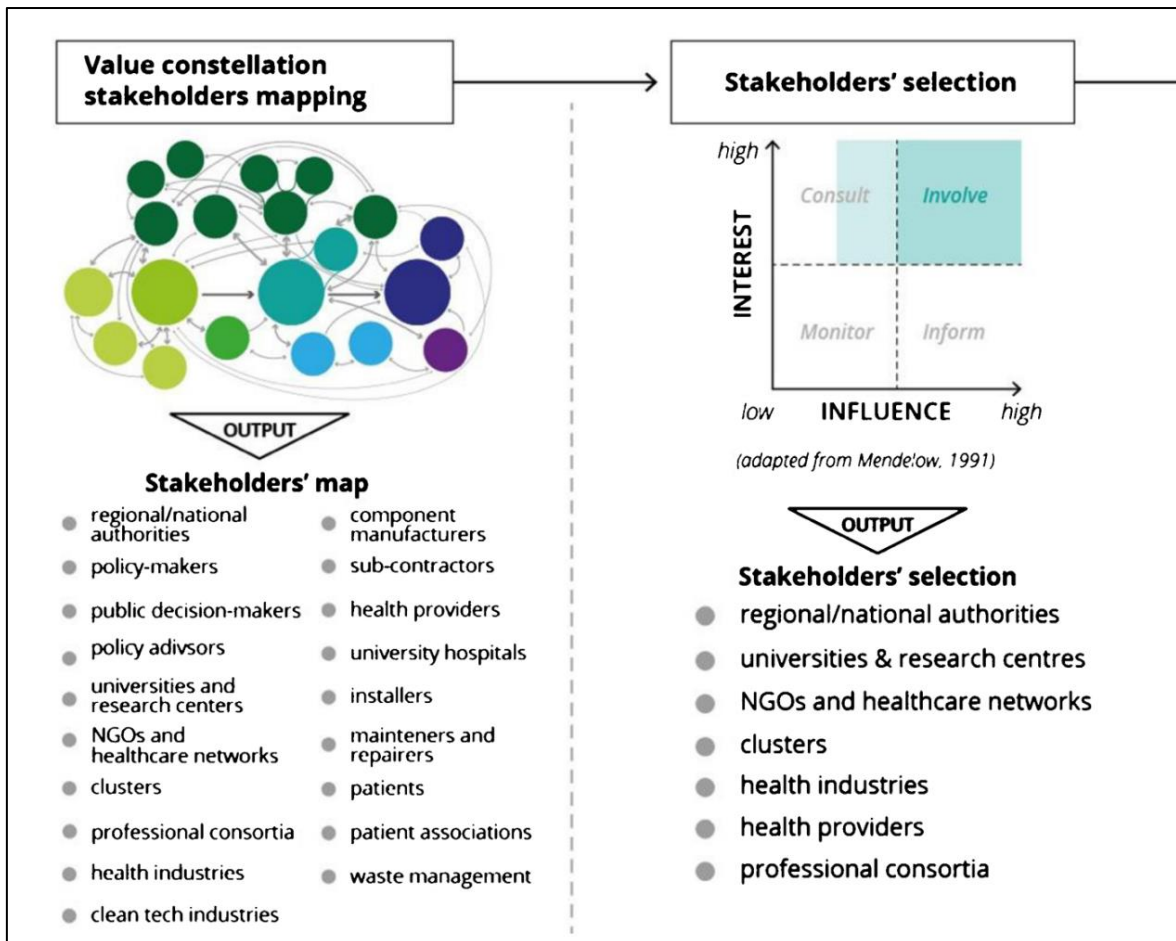 Value constellation
stakeholders mapping
OUTPUT
Stakeholders' map
regional/national
authorities
policy-makers
public decision-makers
policy adivsors
universities and
research centers
NGOs and
healthcare networks
clusters
professional consortia
health industries
clean tech industries
component
manufacturers
sub-contractors
health providers
university hospitals
installers
mainteners and
repairers
patients
patient associations
waste management
Stakeholders' selection
high
Consult
Involve
INTEREST
Monitor
Inform
low
INFLUENCE
high
(adapted from Mendelow, 1991)
OUTPUT
Stakeholders' selection
regional/national authorities
universities & research centres
NGOs and healthcare networks
clusters
health industries
health providers
professional consortia